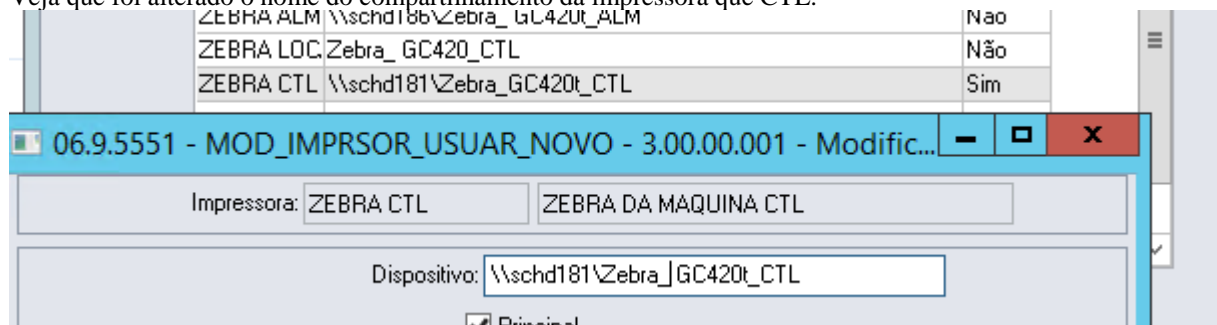 Veja que foi alterado o nome do compartilhamento da impressora que CTL.
ZEBRA ALM \\schd186\Zebra_ GC420t_ALM Não
ZEBRA LOC Zebra_ GC420_CTL Não
ZEBRA CTL \\schd181\Zebra_GC420t_CTL Sim
06.9.5551 - MOD_IMPRSOR_USUAR_NOVO - 3.00.00.001 - Modific...
Impressora: ZEBRA CTL ZEBRA DA MAQUINA CTL
Dispositivo: \\schd181\Zebra_GC420t_CTL
Principal